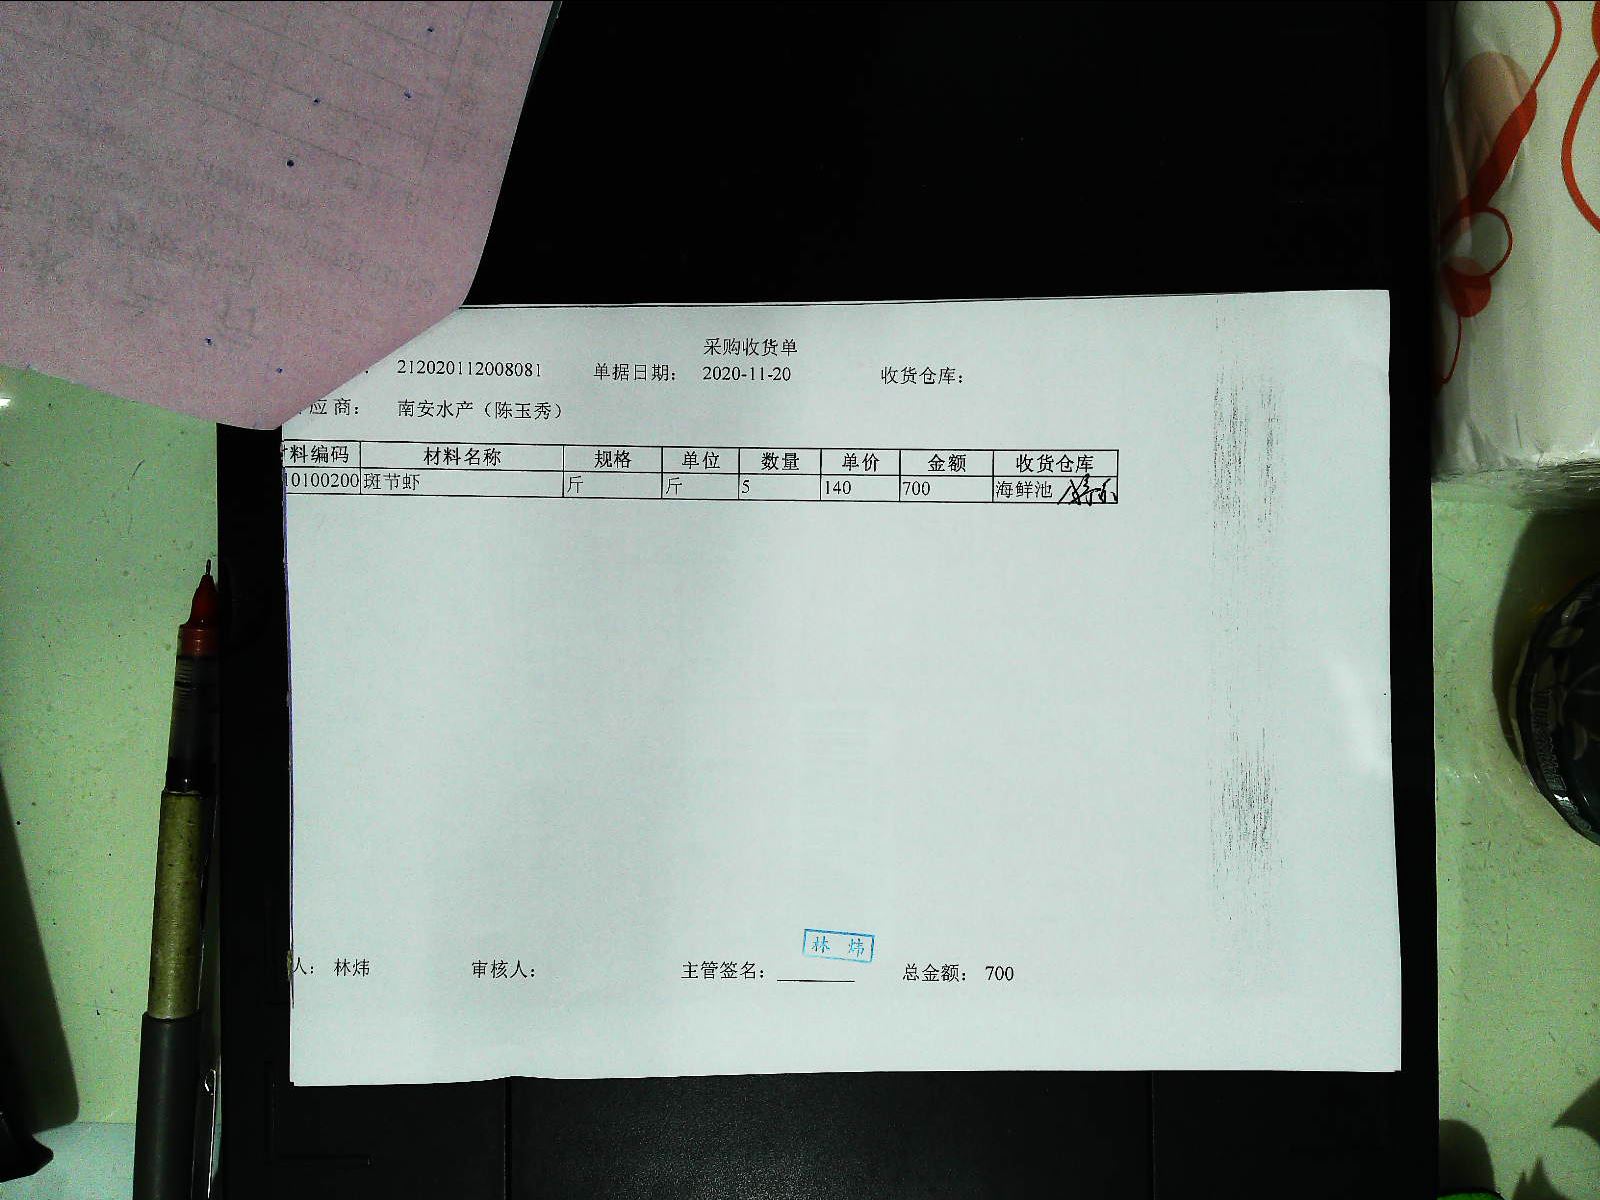 采购收货单
212020112008081 单据日期： 2020-11-20 收货仓库：
应商： 南安水产（陈玉秀）
料编码 材料名称 规格 单位 数量 单价 金额 收货仓库
10100200 斑节虾 斤 斤 5 140 700 海鲜池
林 炜
人： 林炜 审核人： 主管签名： 总金额： 700